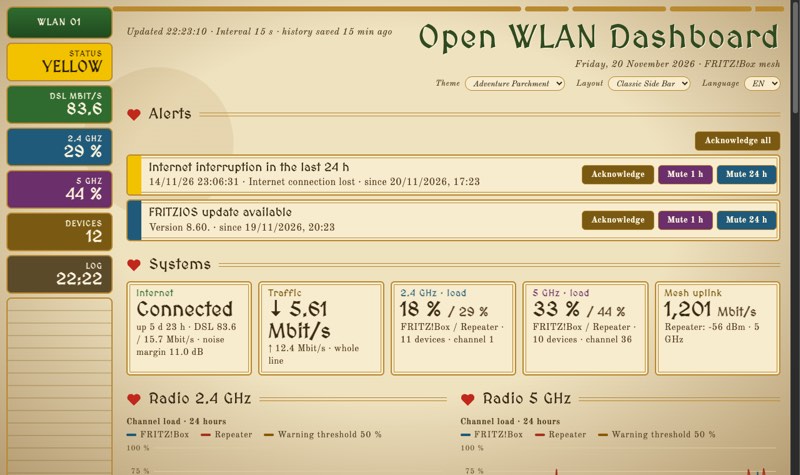 WLAN 01
STATUS
YELLOW
DSL MBIT/S
83.6
2.4 GHZ
29 %
5 GHZ
44 %
DEVICES
12
LOG
22:22
Updated 22:23:10 · Interval 15 s · history saved 15 min ago
Open WLAN Dashboard
Friday, 20 November 2026 · FRITZ!Box mesh
Theme Adventure Parchment Layout Classic Side Bar Language EN
Alerts
Acknowledge all
Internet interruption in the last 24 h
14/11/26 23:06:31 · Internet connection lost · since 20/11/2026, 17:23
Acknowledge Mute 1 h Mute 24 h
FRITZ!OS update available
Version 8.60. · since 19/11/2026, 20:23
Acknowledge Mute 1 h Mute 24 h
Systems
Internet
Connected
up 5 d 23 h · DSL 83.6
/ 15.7 Mbit/s · noise
margin 11.0 dB
Traffic
↓ 5.61
Mbit/s
↑ 12.4 Mbit/s · whole
line
2.4 GHz · load
18 % / 29 %
FRITZ!Box / Repeater ·
11 devices · channel 1
5 GHz · load
33 % / 44 %
FRITZ!Box / Repeater ·
10 devices · channel 36
Mesh uplink
1,201 Mbit/s
Repeater: -56 dBm · 5
GHz
Radio 2.4 GHz
Channel load · 24 hours
FRITZ!Box Repeater Warning threshold 50 %
100 %
75 %
Radio 5 GHz
Channel load · 24 hours
FRITZ!Box Repeater Warning threshold 50 %
100 %
75 %